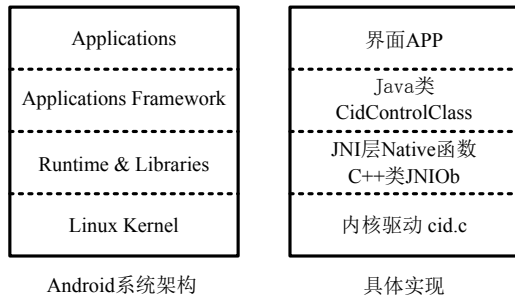 Applications
Applications Framework
Runtime & Libraries
Linux Kernel
Android系统架构
界面APP
Java类
CidControlClass
JNI层Native函数
C++类JNIOb
内核驱动 cid.c
具体实现